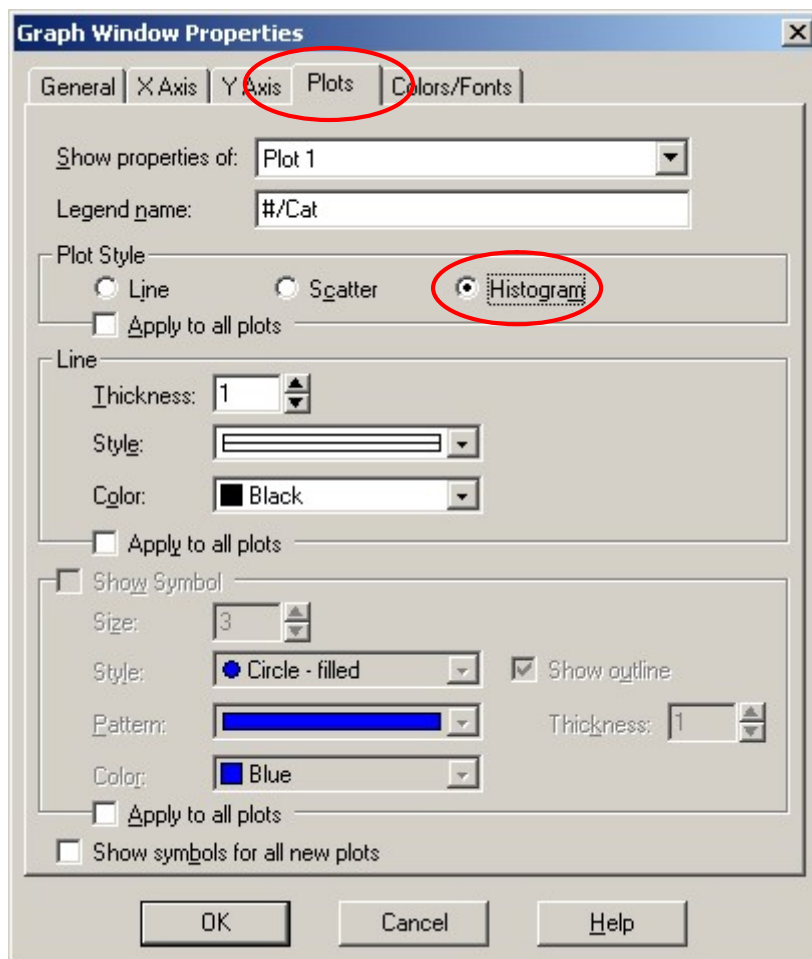 Graph Window Properties
General X Axis Y Axis Plots Colors/Fonts
Show properties of: Plot 1
Legend name: #/Cat
Plot Style
Line Scatter Histogram
Apply to all plots
Line
Thickness: 1
Style:
Color: Black
Apply to all plots
Show Symbol
Size: 3
Style: Circle - filled Show outline
Pattern: Thickness: 1
Color: Blue
Apply to all plots
Show symbols for all new plots
OK Cancel Help